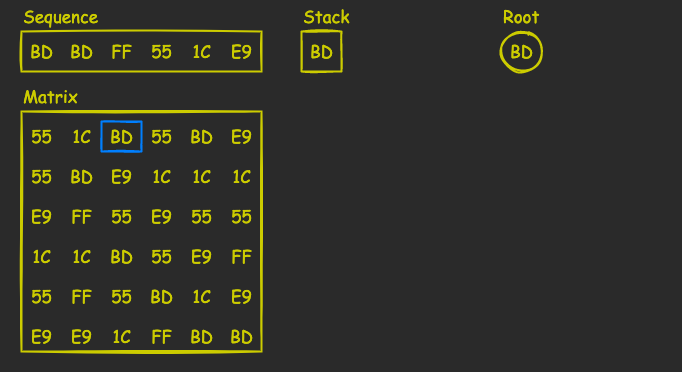 Sequence Stack Root
BD BD FF 55 1C E9 BD BD
Matrix
55 1C BD 55 BD E9
55 BD E9 1C 1C 1C
E9 FF 55 E9 55 55
1C 1C BD 55 E9 FF
55 FF 55 BD 1C E9
E9 E9 1C FF BD BD